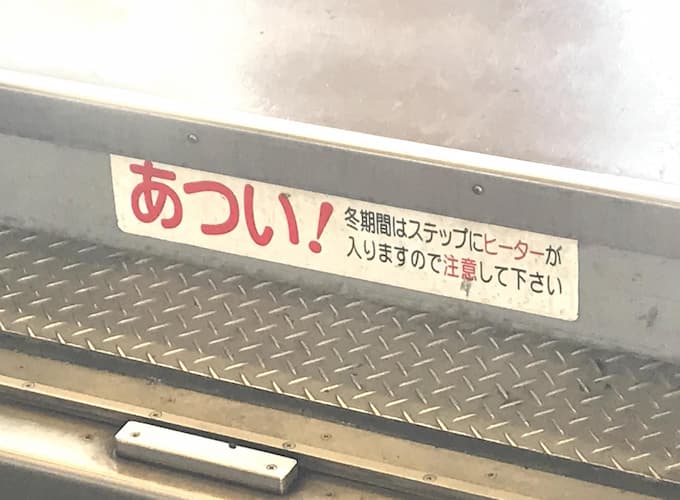 あつい!
冬期間はステップにヒーターが
入りますので注意して下さい